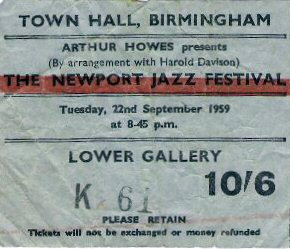 TOWN HALL, BIRMINGHAM
ARTHUR HOWES presents
(By arrangement with Harold Davison)
THE NEWPORT JAZZ FESTIVAL
Tuesday, 22nd September 1959
at 8-45 p.m.
LOWER GALLERY
K 61 10/6
PLEASE RETAIN
Tickets will not be exchanged or money refunded